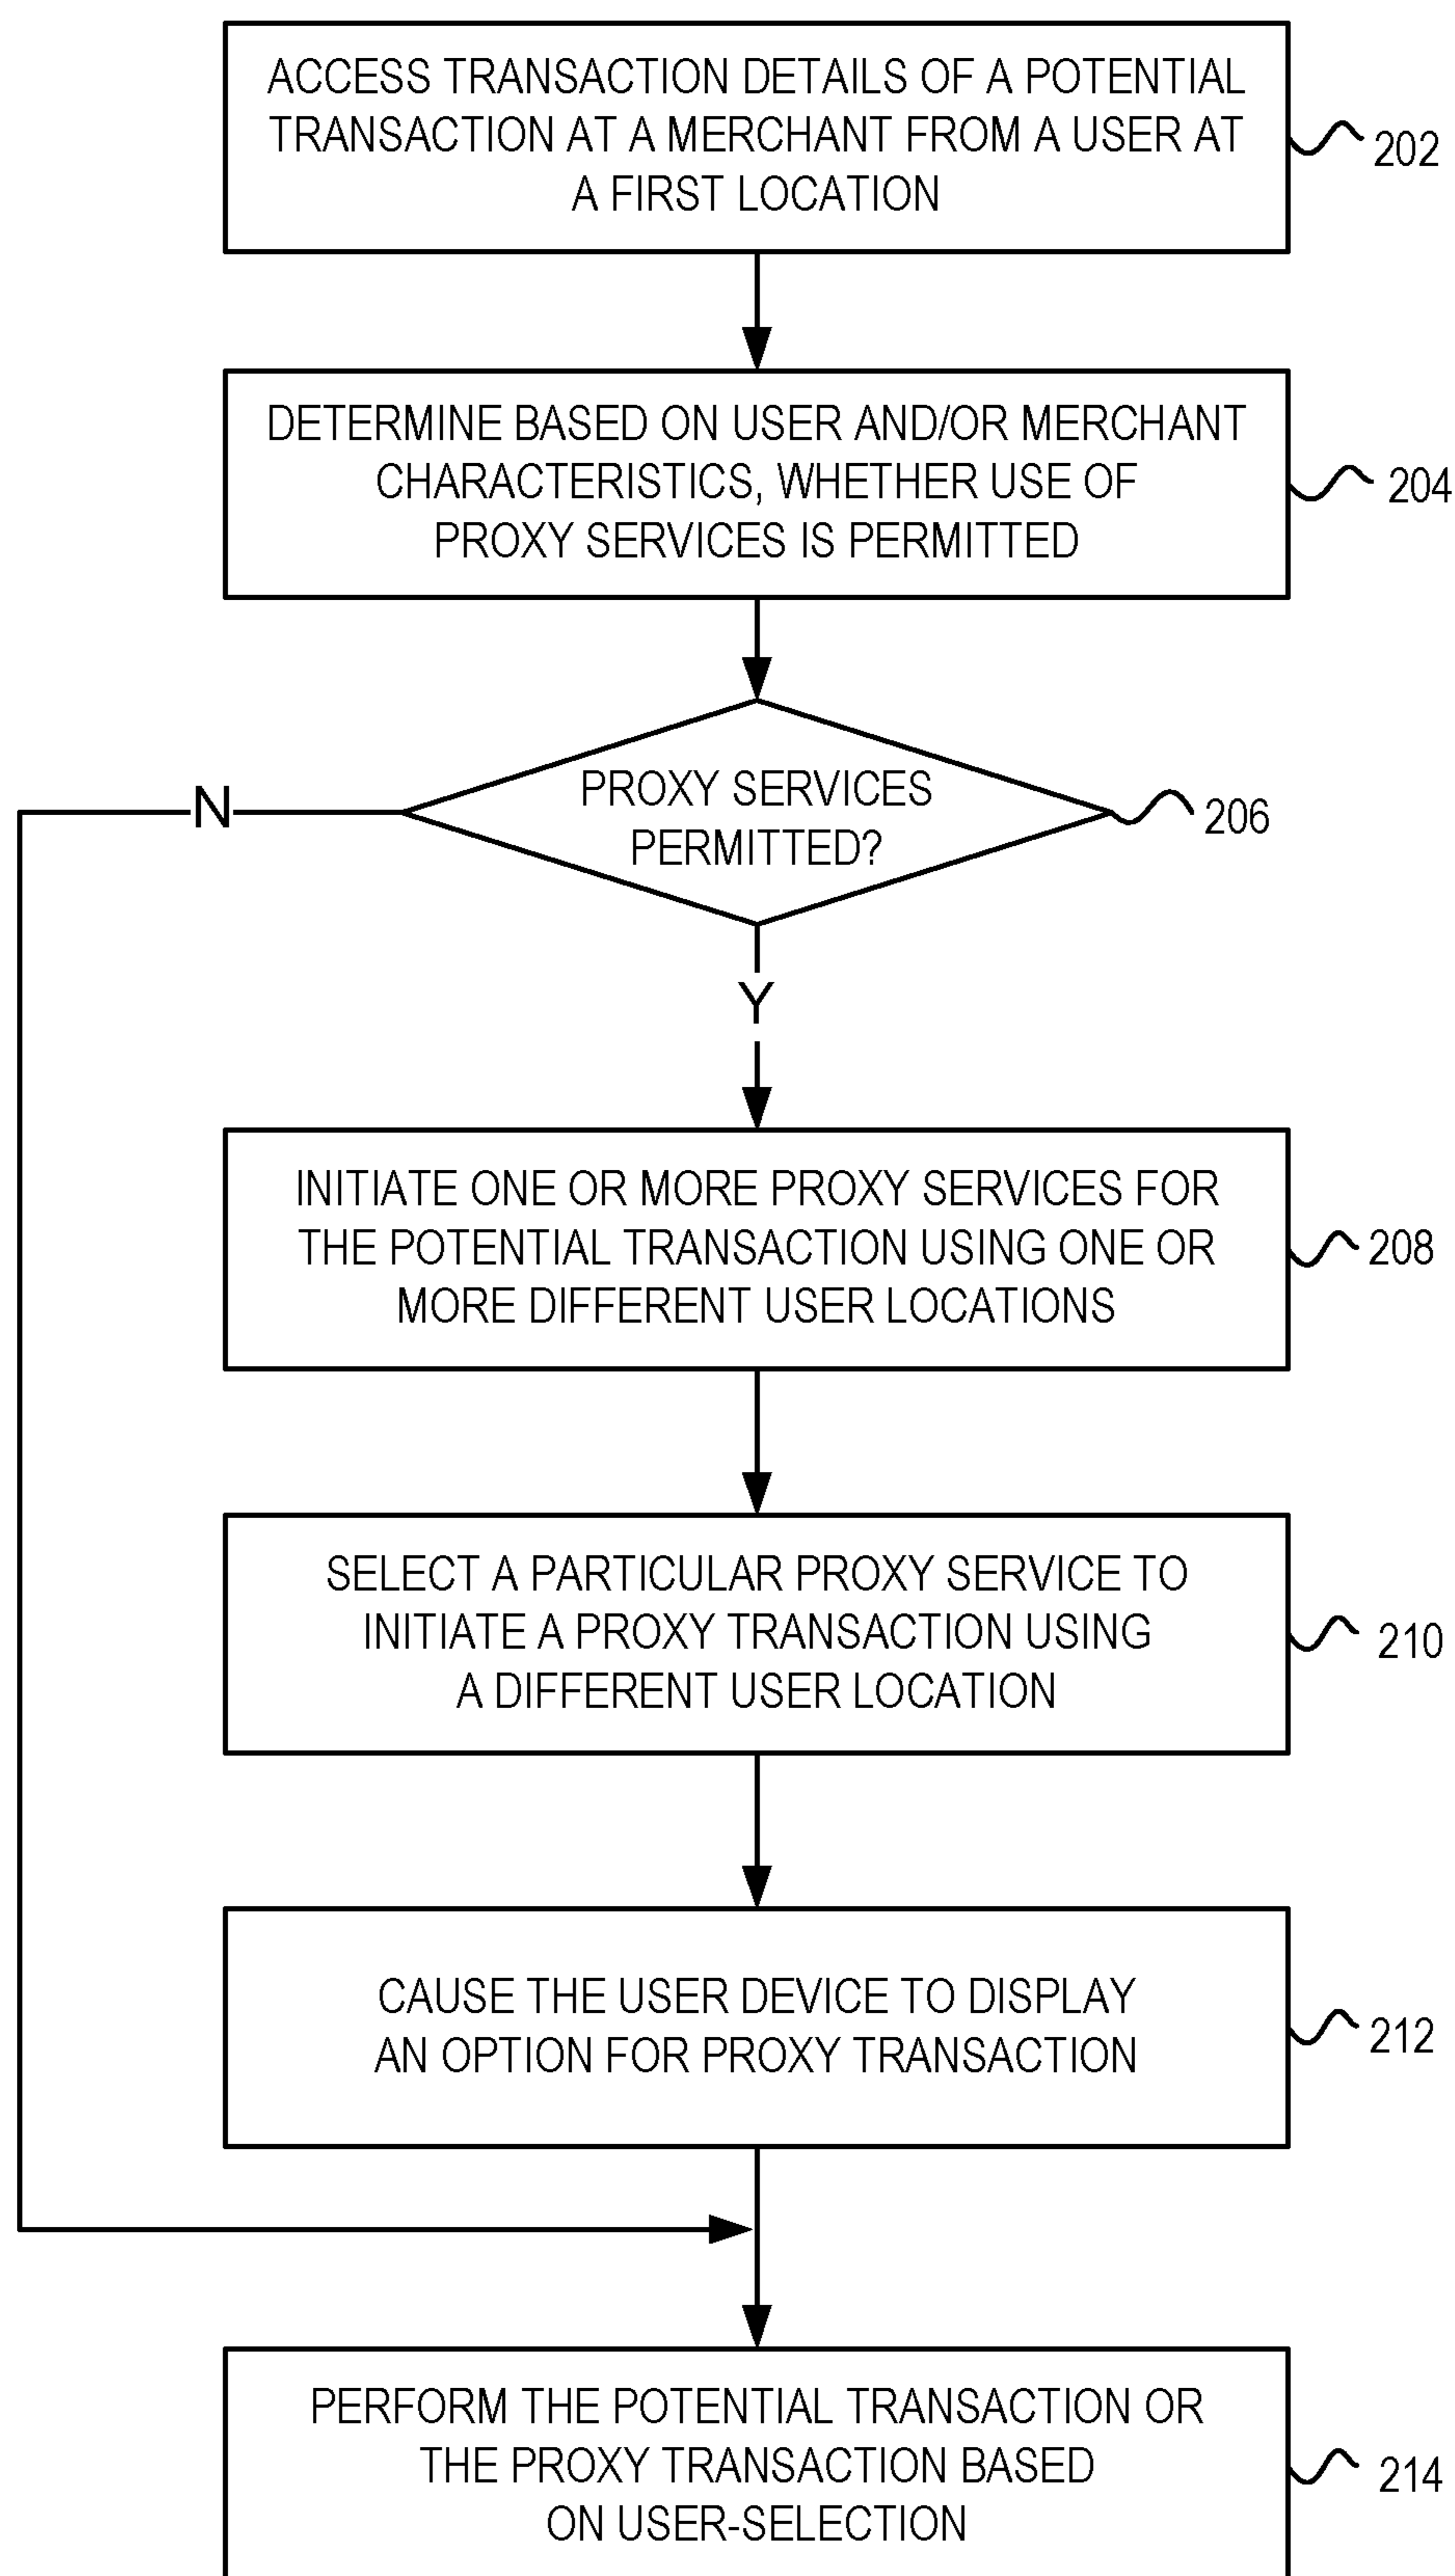 ACCESS TRANSACTION DETAILS OF A POTENTIAL
TRANSACTION AT A MERCHANT FROM A USER AT
A FIRST LOCATION
202
DETERMINE BASED ON USER AND/OR MERCHANT
CHARACTERISTICS, WHETHER USE OF
PROXY SERVICES IS PERMITTED
204
N
PROXY SERVICES
PERMITTED?
206
Y
INITIATE ONE OR MORE PROXY SERVICES FOR
THE POTENTIAL TRANSACTION USING ONE OR
MORE DIFFERENT USER LOCATIONS
208
SELECT A PARTICULAR PROXY SERVICE TO
INITIATE A PROXY TRANSACTION USING
A DIFFERENT USER LOCATION
210
CAUSE THE USER DEVICE TO DISPLAY
AN OPTION FOR PROXY TRANSACTION
212
PERFORM THE POTENTIAL TRANSACTION OR
THE PROXY TRANSACTION BASED
ON USER-SELECTION
214